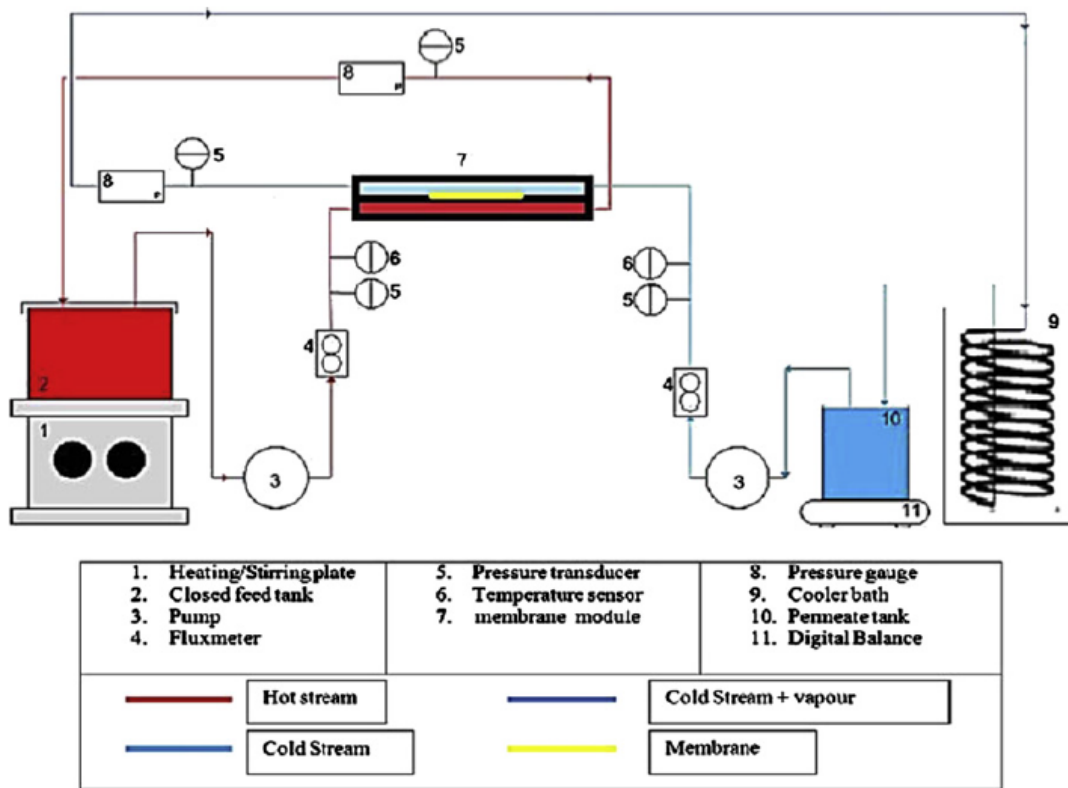 5
8
P
5
7
8
P
6
5
6
5
9
4
2
4
10
1
3
3
11
1. Heating/Stirring plate
2. Closed feed tank
3. Pump
4. Fluxmeter
5. Pressure transducer
6. Temperature sensor
7. membrane module
8. Pressure gauge
9. Cooler bath
10. Permeate tank
11. Digital Balance
Hot stream
Cold Stream + vapour
Cold Stream
Membrane